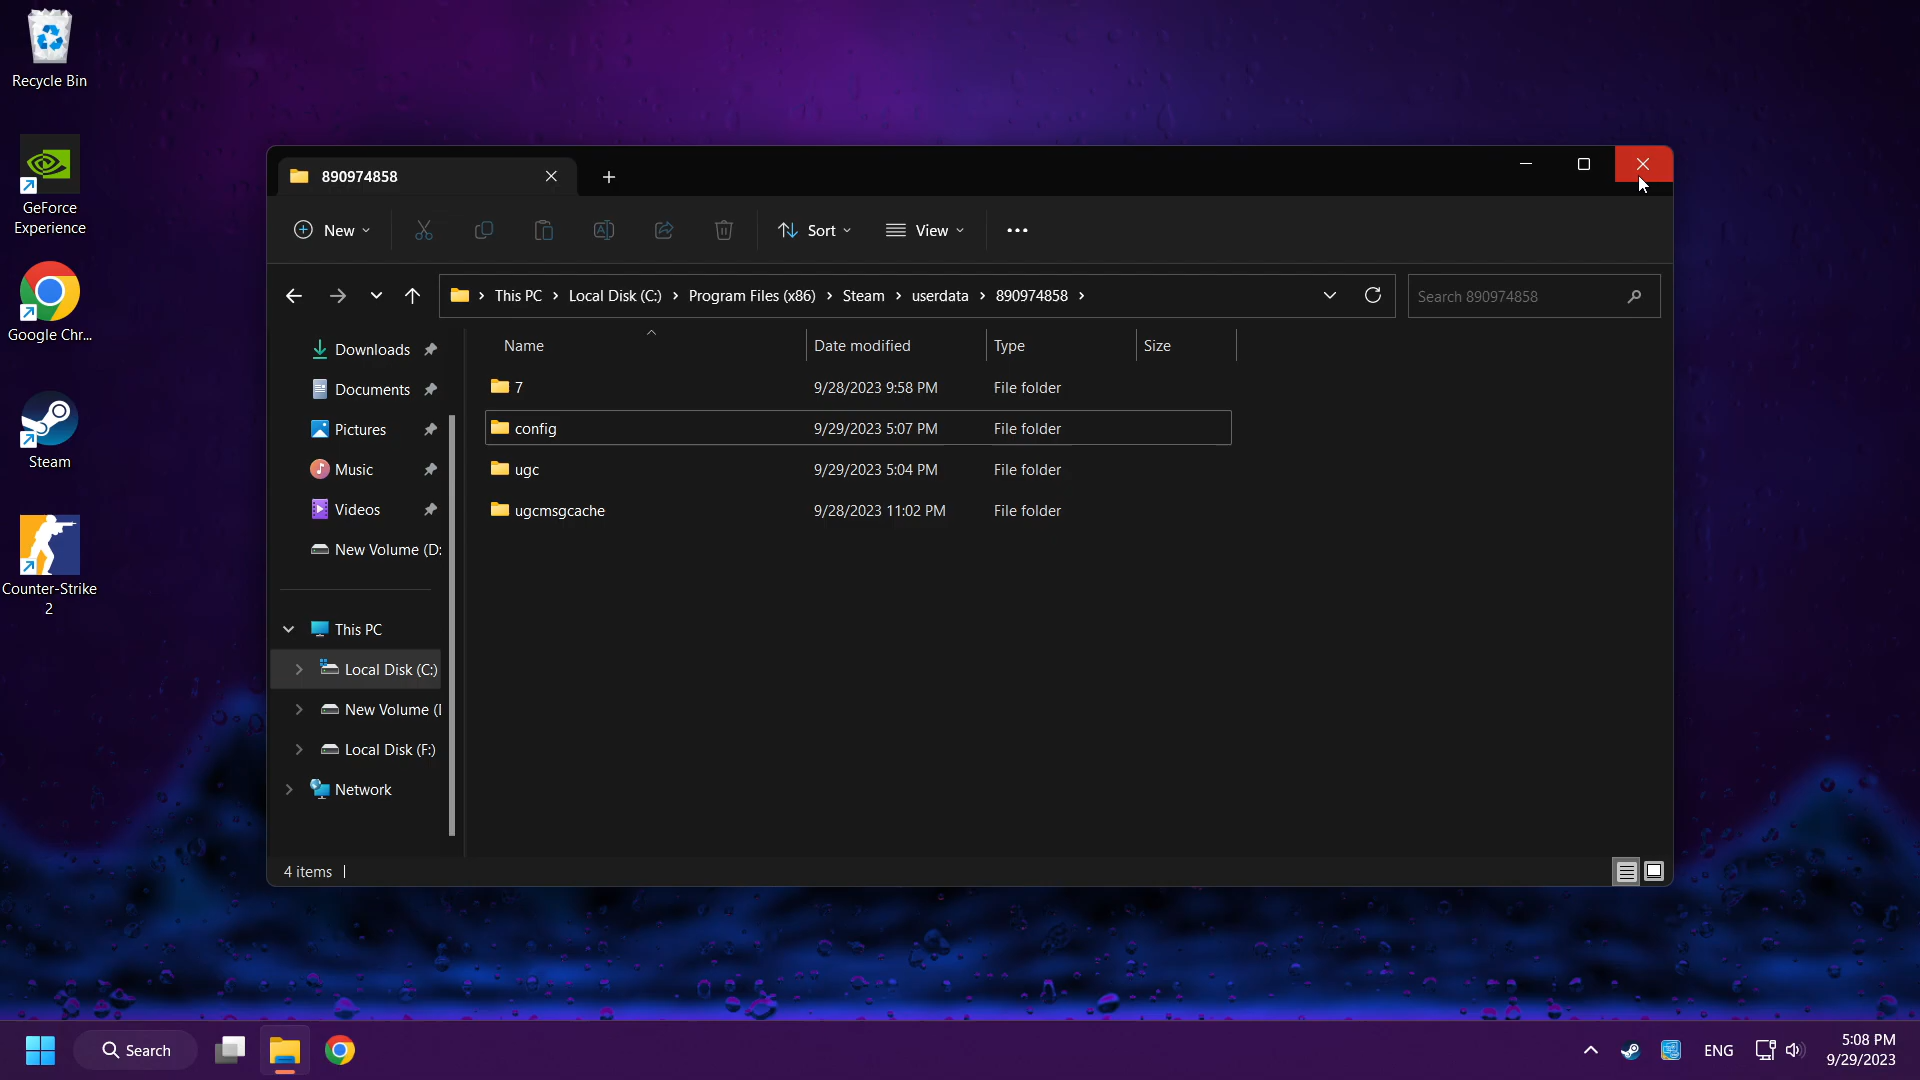 Recycle Bin
GeForce
Experience
Google Chr...
Steam
Counter-Strike
2
890974858
New
Sort
View
This PC
Local Disk (C:)
Program Files (x86)
Steam
userdata
890974858
Search 890974858
Downloads
Documents
Pictures
Music
Videos
New Volume (D:
This PC
Local Disk (C:)
New Volume (I
Local Disk (F:)
Network
Name Date modified Type Size
7 9/28/2023 9:58 PM File folder
config 9/29/2023 5:07 PM File folder
ugc 9/29/2023 5:04 PM File folder
ugcmsgcache 9/28/2023 11:02 PM File folder
4 items
Search
ENG
5:08 PM
9/29/2023